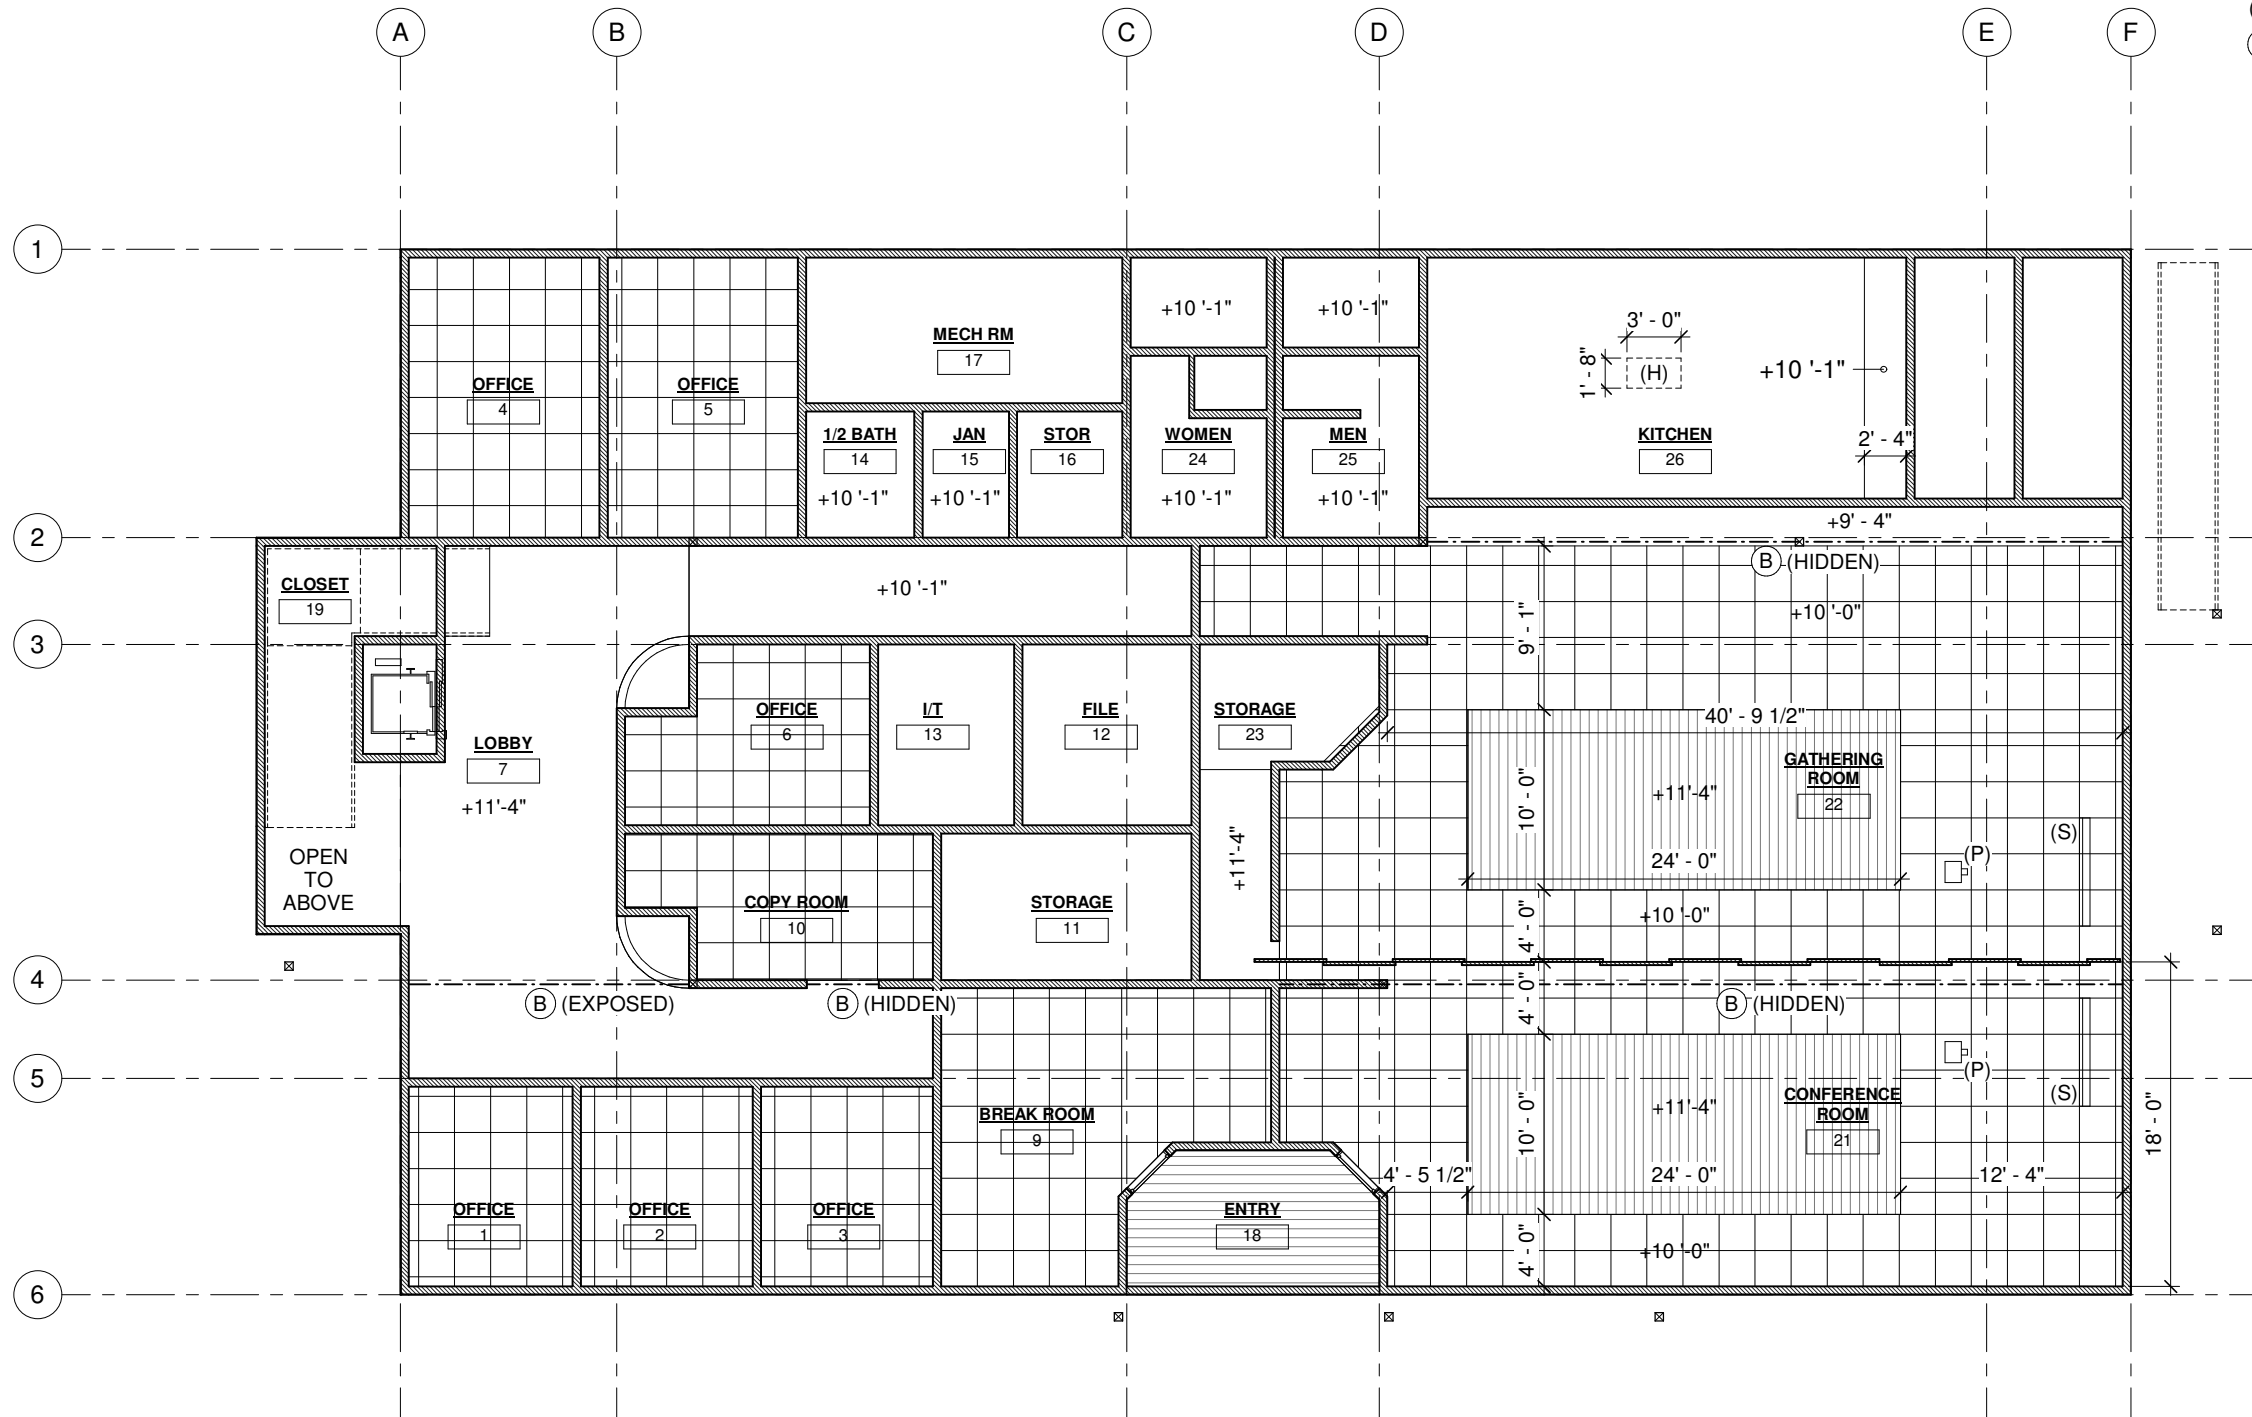 A
B
C
D
E
F
1
2
3
4
5
6
OFFICE
4
OFFICE
5
MECH RM
17
+10 '-1"
+10 '-1"
3' - 0"
1' - 8"
(H)
+10 '-1"
1/2 BATH
14
+10 '-1"
JAN
15
+10 '-1"
STOR
16
WOMEN
24
+10 '-1"
MEN
25
+10 '-1"
KITCHEN
26
2' - 4"
+9' - 4"
B (HIDDEN)
+10 '-0"
CLOSET
19
+10 '-1"
9' - 1"
LOBBY
7
+11'-4"
OFFICE
6
I/T
13
FILE
12
STORAGE
23
40' - 9 1/2"
GATHERING
ROOM
22
+11'-4"
10' - 0"
24' - 0"
(S)
(P)
OPEN
TO
ABOVE
+11'-4"
COPY ROOM
10
STORAGE
11
4' - 0"
+10 '-0"
B (EXPOSED)
B (HIDDEN)
4' - 0"
B (HIDDEN)
(P)
(S)
BREAK ROOM
9
+11'-4"
CONFERENCE
ROOM
21
10' - 0"
18' - 0"
4' - 5 1/2"
24' - 0"
12' - 4"
OFFICE
1
OFFICE
2
OFFICE
3
ENTRY
18
4' - 0"
+10 '-0"